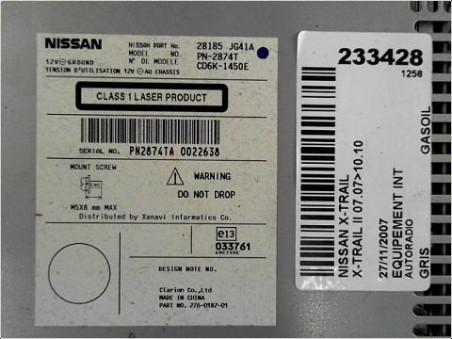 NISSAN
NISSAN PART No. 28185 JG41A
MODEL NO. PN-2874T
N° DE MODELE CD6K-1450E
12V ⊖ GROUND
TENSION D'UTILISATION 12V ⊖ AU CHASSIS
CLASS 1 LASER PRODUCT
SERIAL NO. PN2874TA 0022638
MOUNT SCREW
M5X8 mm MAX
WARNING
DO NOT DROP
Distributed by Xanavi Informatics Co.
e13
033761
DESIGN NOTE NO.
Clarion Co.,Ltd
MADE IN CHINA
PART NO. 276-0187-01
233428
1258
NISSAN X-TRAIL
X-TRAIL II 07.07>10.10
27/11/2007
EQUIPEMENT INT
AUTORADIO
GRIS
GASOIL